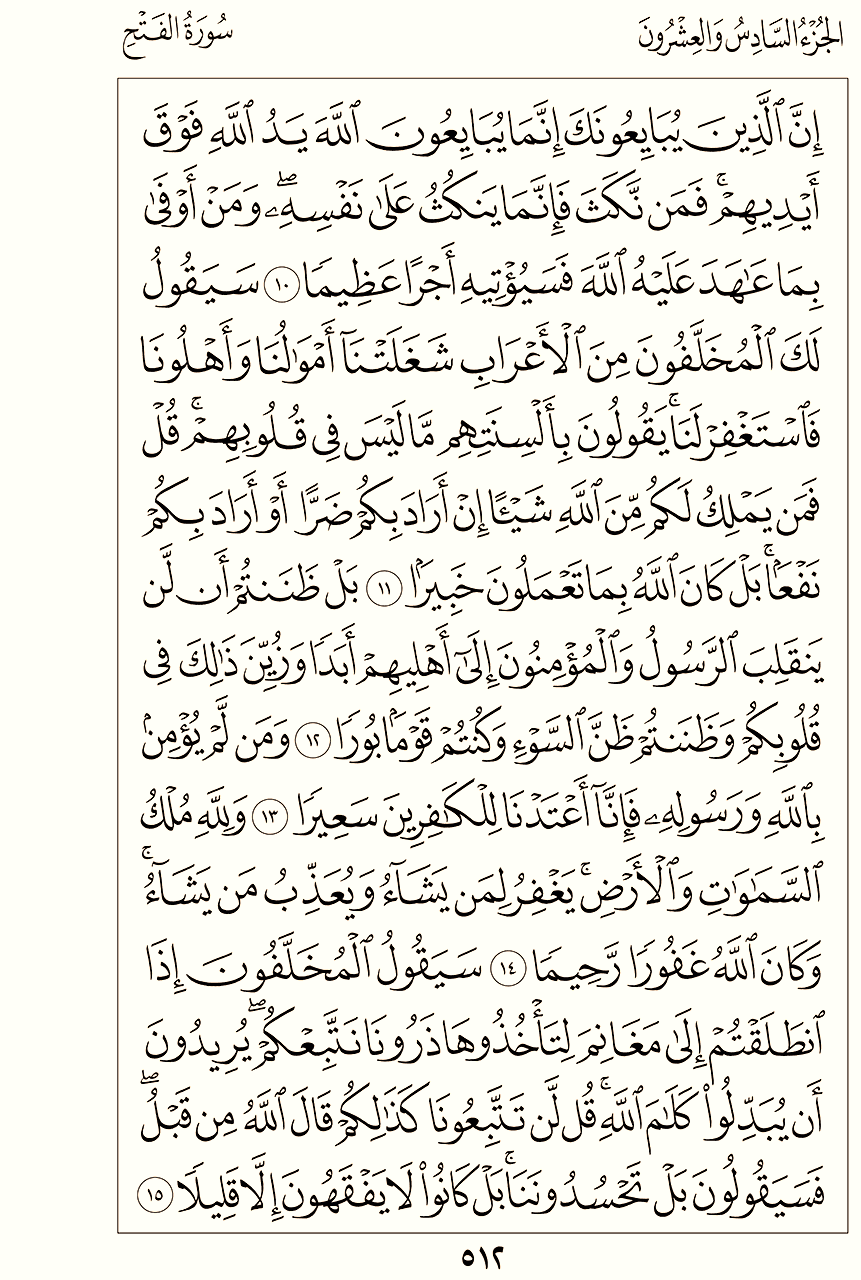 الجُزْءُ السَّادِسُ وَالعِشْرُونَ
سُورَةُ الفَتْحِ
إِنَّ ٱلَّذِينَ يُبَايِعُونَكَ إِنَّمَا يُبَايِعُونَ ٱللَّهَ يَدُ ٱللَّهِ فَوْقَ
أَيْدِيهِمْۚ فَمَن نَّكَثَ فَإِنَّمَا يَنكُثُ عَلَىٰ نَفْسِهِۦۖ وَمَنْ أَوْفَىٰ
بِمَا عَٰهَدَ عَلَيْهُ ٱللَّهَ فَسَيُؤْتِيهِ أَجْرًا عَظِيمًا ١٠ سَيَقُولُ
لَكَ ٱلْمُخَلَّفُونَ مِنَ ٱلْأَعْرَابِ شَغَلَتْنَآ أَمْوَٰلُنَا وَأَهْلُونَا
فَٱسْتَغْفِرْ لَنَاۚ يَقُولُونَ بِأَلْسِنَتِهِم مَّا لَيْسَ فِى قُلُوبِهِمْۚ قُلْ
فَمَن يَمْلِكُ لَكُم مِّنَ ٱللَّهِ شَيْـًٔا إِنْ أَرَادَ بِكُمْ ضَرًّا أَوْ أَرَادَ بِكُمْ
نَفْعًۢاۚ بَلْ كَانَ ٱللَّهُ بِمَا تَعْمَلُونَ خَبِيرًۢا ١١ بَلْ ظَنَنتُمْ أَن لَّن
يَنقَلِبَ ٱلرَّسُولُ وَٱلْمُؤْمِنُونَ إِلَىٰٓ أَهْلِيهِمْ أَبَدًا وَزُيِّنَ ذَٰلِكَ فِى
قُلُوبِكُمْ وَظَنَنتُمْ ظَنَّ ٱلسَّوْءِ وَكُنتُمْ قَوْمًۢا بُورًا ١٢ وَمَن لَّمْ يُؤْمِنۢ
بِٱللَّهِ وَرَسُولِهِۦ فَإِنَّآ أَعْتَدْنَا لِلْكَٰفِرِينَ سَعِيرًا ١٣ وَلِلَّهِ مُلْكُ
ٱلسَّمَٰوَٰتِ وَٱلْأَرْضِۚ يَغْفِرُ لِمَن يَشَآءُ وَيُعَذِّبُ مَن يَشَآءُۚ
وَكَانَ ٱللَّهُ غَفُورًا رَّحِيمًا ١٤ سَيَقُولُ ٱلْمُخَلَّفُونَ إِذَا
ٱنطَلَقْتُمْ إِلَىٰ مَغَانِمَ لِتَأْخُذُوهَا ذَرُونَا نَتَّبِعْكُمْۖ يُرِيدُونَ
أَن يُبَدِّلُوا۟ كَلَٰمَ ٱللَّهِۚ قُل لَّن تَتَّبِعُونَا كَذَٰلِكُمْ قَالَ ٱللَّهُ مِن قَبْلُۖ
فَسَيَقُولُونَ بَلْ تَحْسُدُونَنَاۚ بَلْ كَانُوا۟ لَا يَفْقَهُونَ إِلَّا قَلِيلًا ١٥
٥١٢